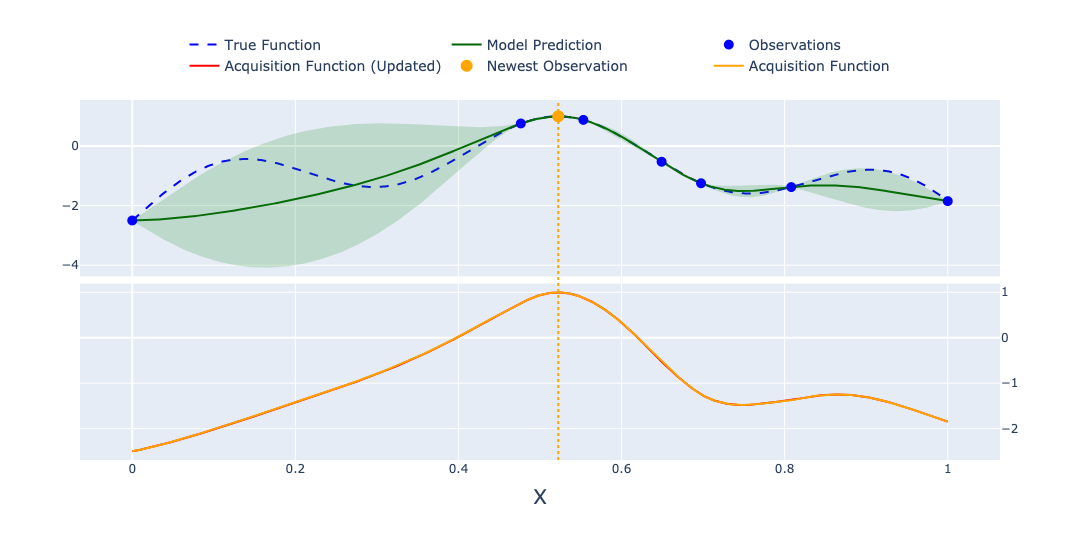 True Function Model Prediction Observations
Acquisition Function (Updated) Newest Observation Acquisition Function
0
−2
−4
1
0
−1
−2
0 0.2 0.4 0.6 0.8 1
X